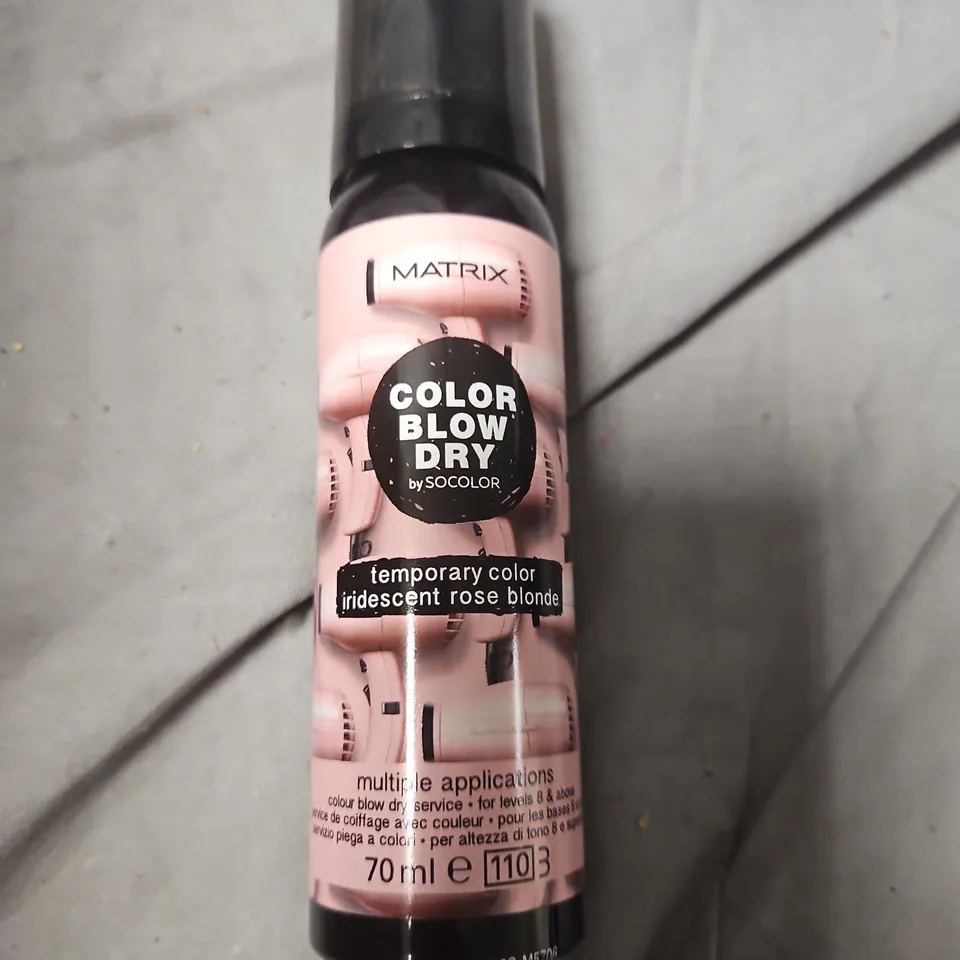 MATRIX
COLOR
BLOW
DRY
by SOCOLOR
temporary color
iridescent rose blonde
multiple applications
colour blow dry service • for levels 8 & above
service de coiffage avec couleur • pour les bases 8
servizio piega a colori • per altezza di tono 8 e
70 ml e 110 3